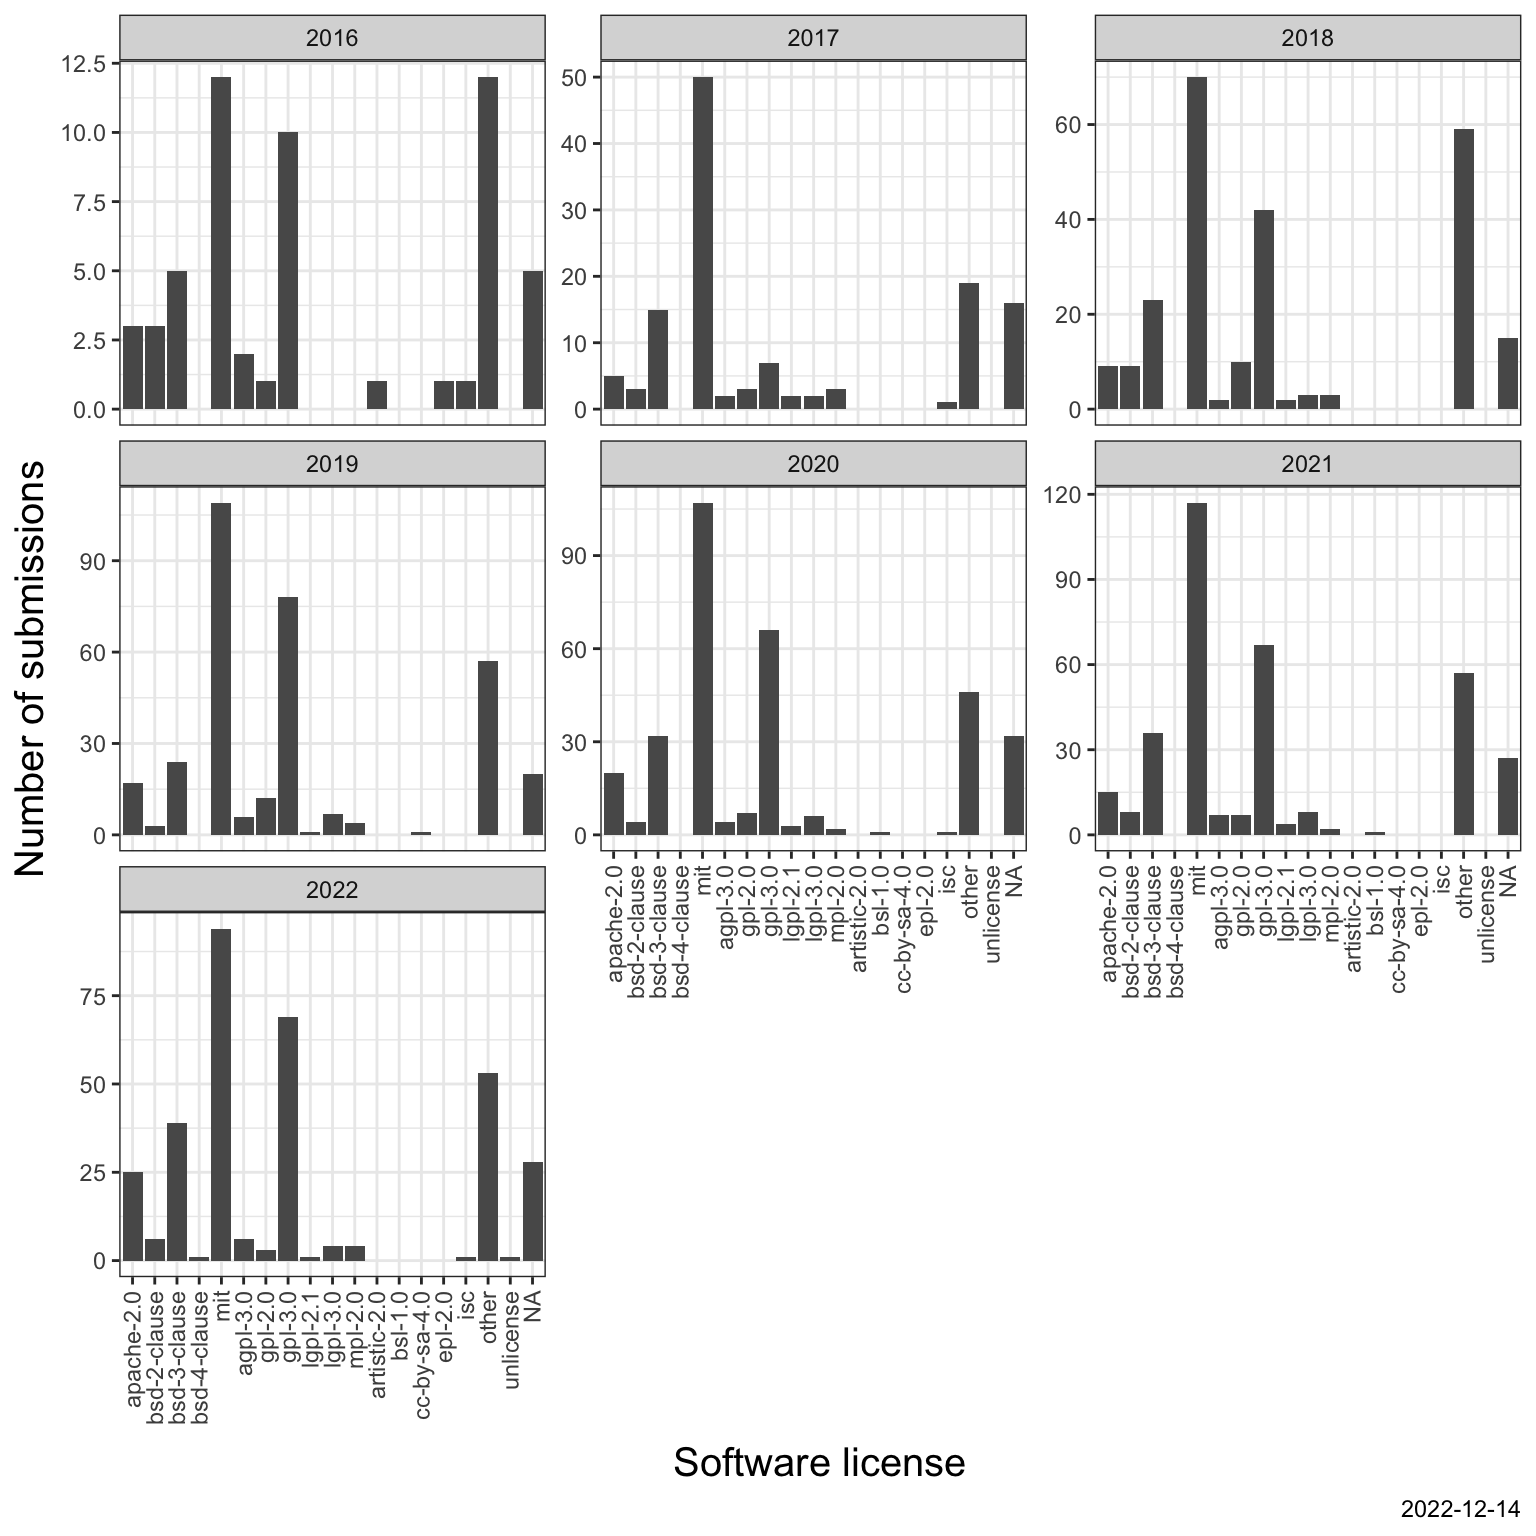 2016
2017
2018
12.5
10.0
7.5
5.0
2.5
0.0
50
40
30
20
10
0
60
40
20
0
2019
2020
2021
90
60
30
0
90
60
30
0
120
90
60
30
0
Number of submissions
apache-2.0
bsd-2-clause
bsd-3-clause
bsd-4-clause
mit
agpl-3.0
gpl-2.0
gpl-3.0
lgpl-2.1
lgpl-3.0
mpl-2.0
artistic-2.0
bsl-1.0
cc-by-sa-4.0
epl-2.0
isc
other
unlicense
NA
apache-2.0
bsd-2-clause
bsd-3-clause
bsd-4-clause
mit
agpl-3.0
gpl-2.0
gpl-3.0
lgpl-2.1
lgpl-3.0
mpl-2.0
artistic-2.0
bsl-1.0
cc-by-sa-4.0
epl-2.0
isc
other
unlicense
NA
2022
75
50
25
0
apache-2.0
bsd-2-clause
bsd-3-clause
bsd-4-clause
mit
agpl-3.0
gpl-2.0
gpl-3.0
lgpl-2.1
lgpl-3.0
mpl-2.0
artistic-2.0
bsl-1.0
cc-by-sa-4.0
epl-2.0
isc
other
unlicense
NA
Software license
2022-12-14